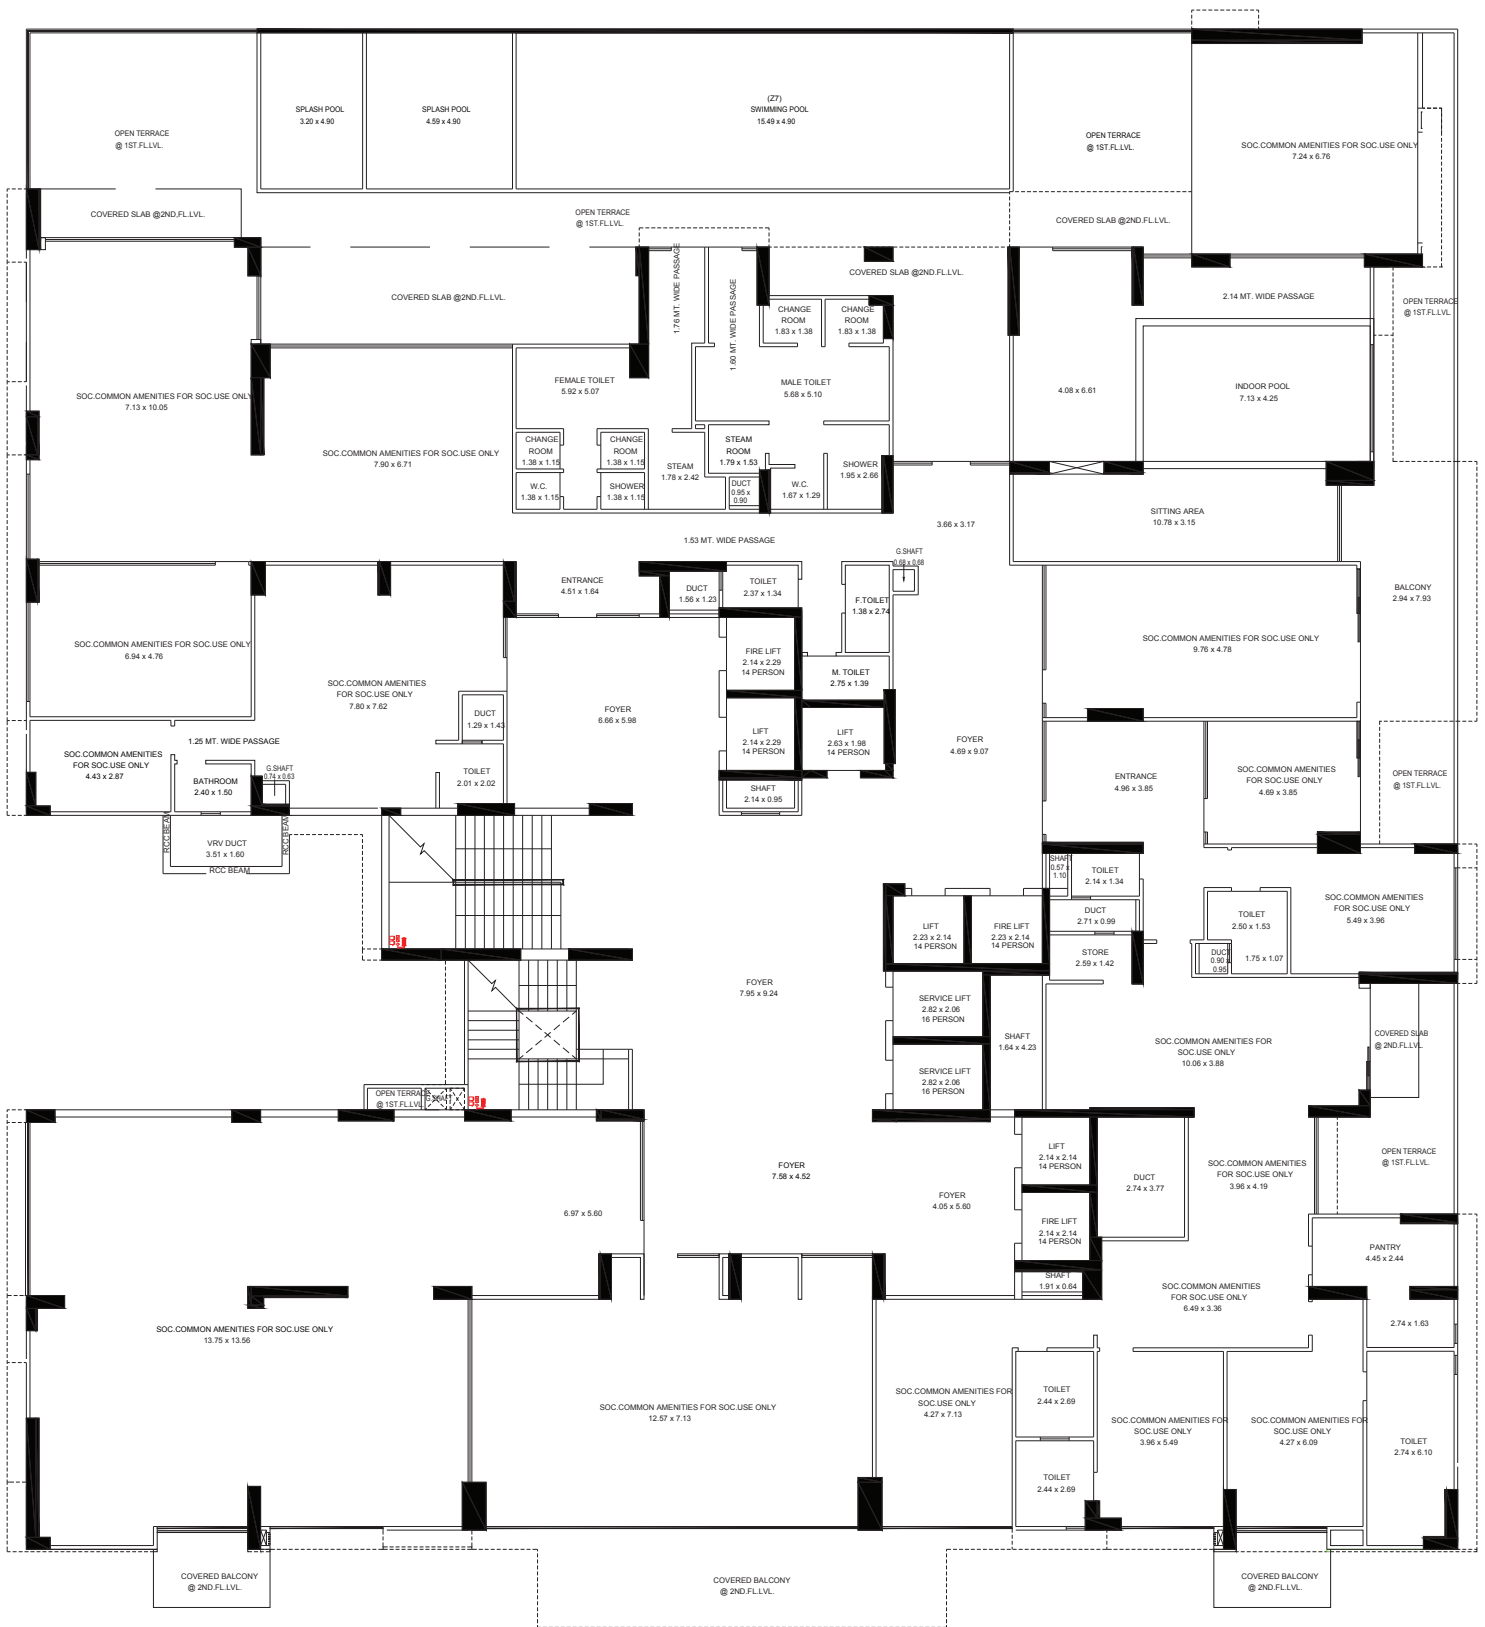 (Z7)
SWIMMING POOL
15.49 x 4.90
SPLASH POOL
3.20 x 4.90
SPLASH POOL
4.59 x 4.90
OPEN TERRACE
@ 1ST.FL.LVL.
OPEN TERRACE
@ 1ST.FL.LVL.
SOC.COMMON AMENITIES FOR SOC.USE ONLY
7.24 x 6.76
COVERED SLAB @2ND,FL.LVL.
OPEN TERRACE
@ 1ST.FL.LVL.
COVERED SLAB @2ND.FL.LVL.
COVERED SLAB @2ND.FL.LVL.
COVERED SLAB @2ND.FL.LVL.
1.76 MT. WIDE PASSAGE
1.60 MT. WIDE PASSAGE
2.14 MT. WIDE PASSAGE
OPEN TERRACE
@ 1ST.FL.LVL.
CHANGE
ROOM
1.83 x 1.38
CHANGE
ROOM
1.83 x 1.38
FEMALE TOILET
5.92 x 5.07
MALE TOILET
5.68 x 5.10
4.08 x 6.61
INDOOR POOL
7.13 x 4.25
SOC.COMMON AMENITIES FOR SOC.USE ONLY
7.13 x 10.05
SOC.COMMON AMENITIES FOR SOC.USE ONLY
7.90 x 6.71
CHANGE
ROOM
1.38 x 1.15
CHANGE
ROOM
1.38 x 1.15
STEAM
ROOM
1.79 x 1.53
STEAM
1.78 x 2.42
SHOWER
1.95 x 2.66
W.C.
1.38 x 1.15
SHOWER
1.38 x 1.15
DUCT
0.95 x
0.90
W.C.
1.67 x 1.29
SITTING AREA
10.78 x 3.15
3.66 x 3.17
1.53 MT. WIDE PASSAGE
G.SHAFT
0.68 x 0.68
ENTRANCE
4.51 x 1.64
DUCT
1.56 x 1.23
TOILET
2.37 x 1.34
F.TOILET
1.38 x 2.74
BALCONY
2.94 x 7.93
SOC.COMMON AMENITIES FOR SOC.USE ONLY
6.94 x 4.76
SOC.COMMON AMENITIES
FOR SOC.USE ONLY
7.80 x 7.62
FIRE LIFT
2.14 x 2.29
14 PERSON
M. TOILET
2.75 x 1.39
SOC.COMMON AMENITIES FOR SOC.USE ONLY
9.76 x 4.78
DUCT
1.29 x 1.43
FOYER
6.66 x 5.98
LIFT
2.14 x 2.29
14 PERSON
LIFT
2.63 x 1.98
14 PERSON
FOYER
4.69 x 9.07
1.25 MT. WIDE PASSAGE
SOC.COMMON AMENITIES
FOR SOC.USE ONLY
4.43 x 2.87
BATHROOM
2.40 x 1.50
G.SHAFT
0.74 x 0.63
TOILET
2.01 x 2.02
SHAFT
2.14 x 0.95
ENTRANCE
4.96 x 3.85
SOC.COMMON AMENITIES
FOR SOC.USE ONLY
4.69 x 3.85
OPEN TERRACE
@ 1ST.FL.LVL.
RCC BEAM
VRV DUCT
3.51 x 1.60
RCC BEAM
RCC BEAM
SHAFT
0.57 x
1.10
TOILET
2.14 x 1.34
SOC.COMMON AMENITIES
FOR SOC.USE ONLY
5.49 x 3.96
DUCT
2.71 x 0.99
TOILET
2.50 x 1.53
LIFT
2.23 x 2.14
14 PERSON
FIRE LIFT
2.23 x 2.14
14 PERSON
STORE
2.59 x 1.42
DUCT
0.90 x
0.95
1.75 x 1.07
FOYER
7.95 x 9.24
SERVICE LIFT
2.82 x 2.06
16 PERSON
SHAFT
1.64 x 4.23
SOC.COMMON AMENITIES FOR
SOC.USE ONLY
10.06 x 3.88
COVERED SLAB
@ 2ND.FL.LVL.
SERVICE LIFT
2.82 x 2.06
16 PERSON
OPEN TERRACE
@ 1ST.FL.LVL.
G.SHAFT
LIFT
2.14 x 2.14
14 PERSON
DUCT
2.74 x 3.77
SOC.COMMON AMENITIES
FOR SOC.USE ONLY
3.96 x 4.19
OPEN TERRACE
@ 1ST.FL.LVL.
FOYER
7.58 x 4.52
FOYER
4.05 x 5.60
6.97 x 5.60
FIRE LIFT
2.14 x 2.14
14 PERSON
PANTRY
4.45 x 2.44
SHAFT
1.91 x 0.64
SOC.COMMON AMENITIES
FOR SOC.USE ONLY
6.49 x 3.36
2.74 x 1.63
SOC.COMMON AMENITIES FOR SOC.USE ONLY
13.75 x 13.56
SOC.COMMON AMENITIES FOR SOC.USE ONLY
12.57 x 7.13
SOC.COMMON AMENITIES FOR
SOC.USE ONLY
4.27 x 7.13
TOILET
2.44 x 2.69
SOC.COMMON AMENITIES FOR
SOC.USE ONLY
3.96 x 5.49
SOC.COMMON AMENITIES FOR
SOC.USE ONLY
4.27 x 6.09
TOILET
2.74 x 6.10
TOILET
2.44 x 2.69
COVERED BALCONY
@ 2ND.FL.LVL.
COVERED BALCONY
@ 2ND.FL.LVL.
COVERED BALCONY
@ 2ND.FL.LVL.